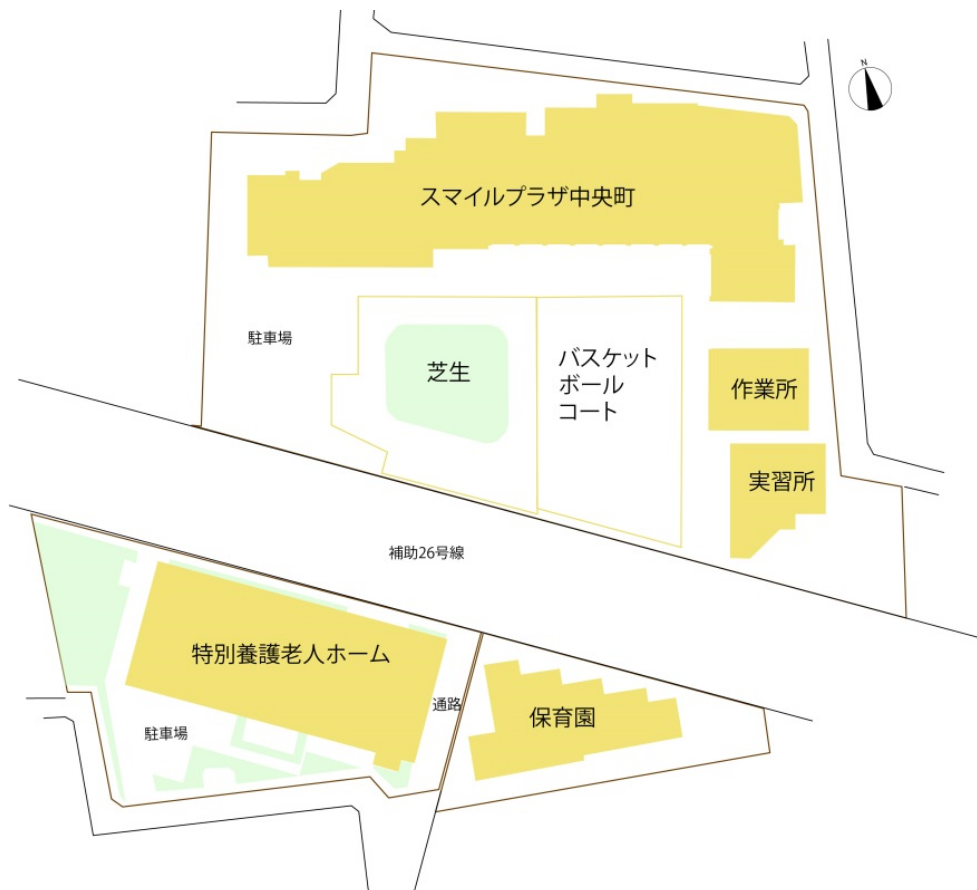 N
スマイルプラザ中央町
駐車場
芝生
バスケット
ボール
コート
作業所
実習所
補助26号線
特別養護老人ホーム
通路
保育園
駐車場